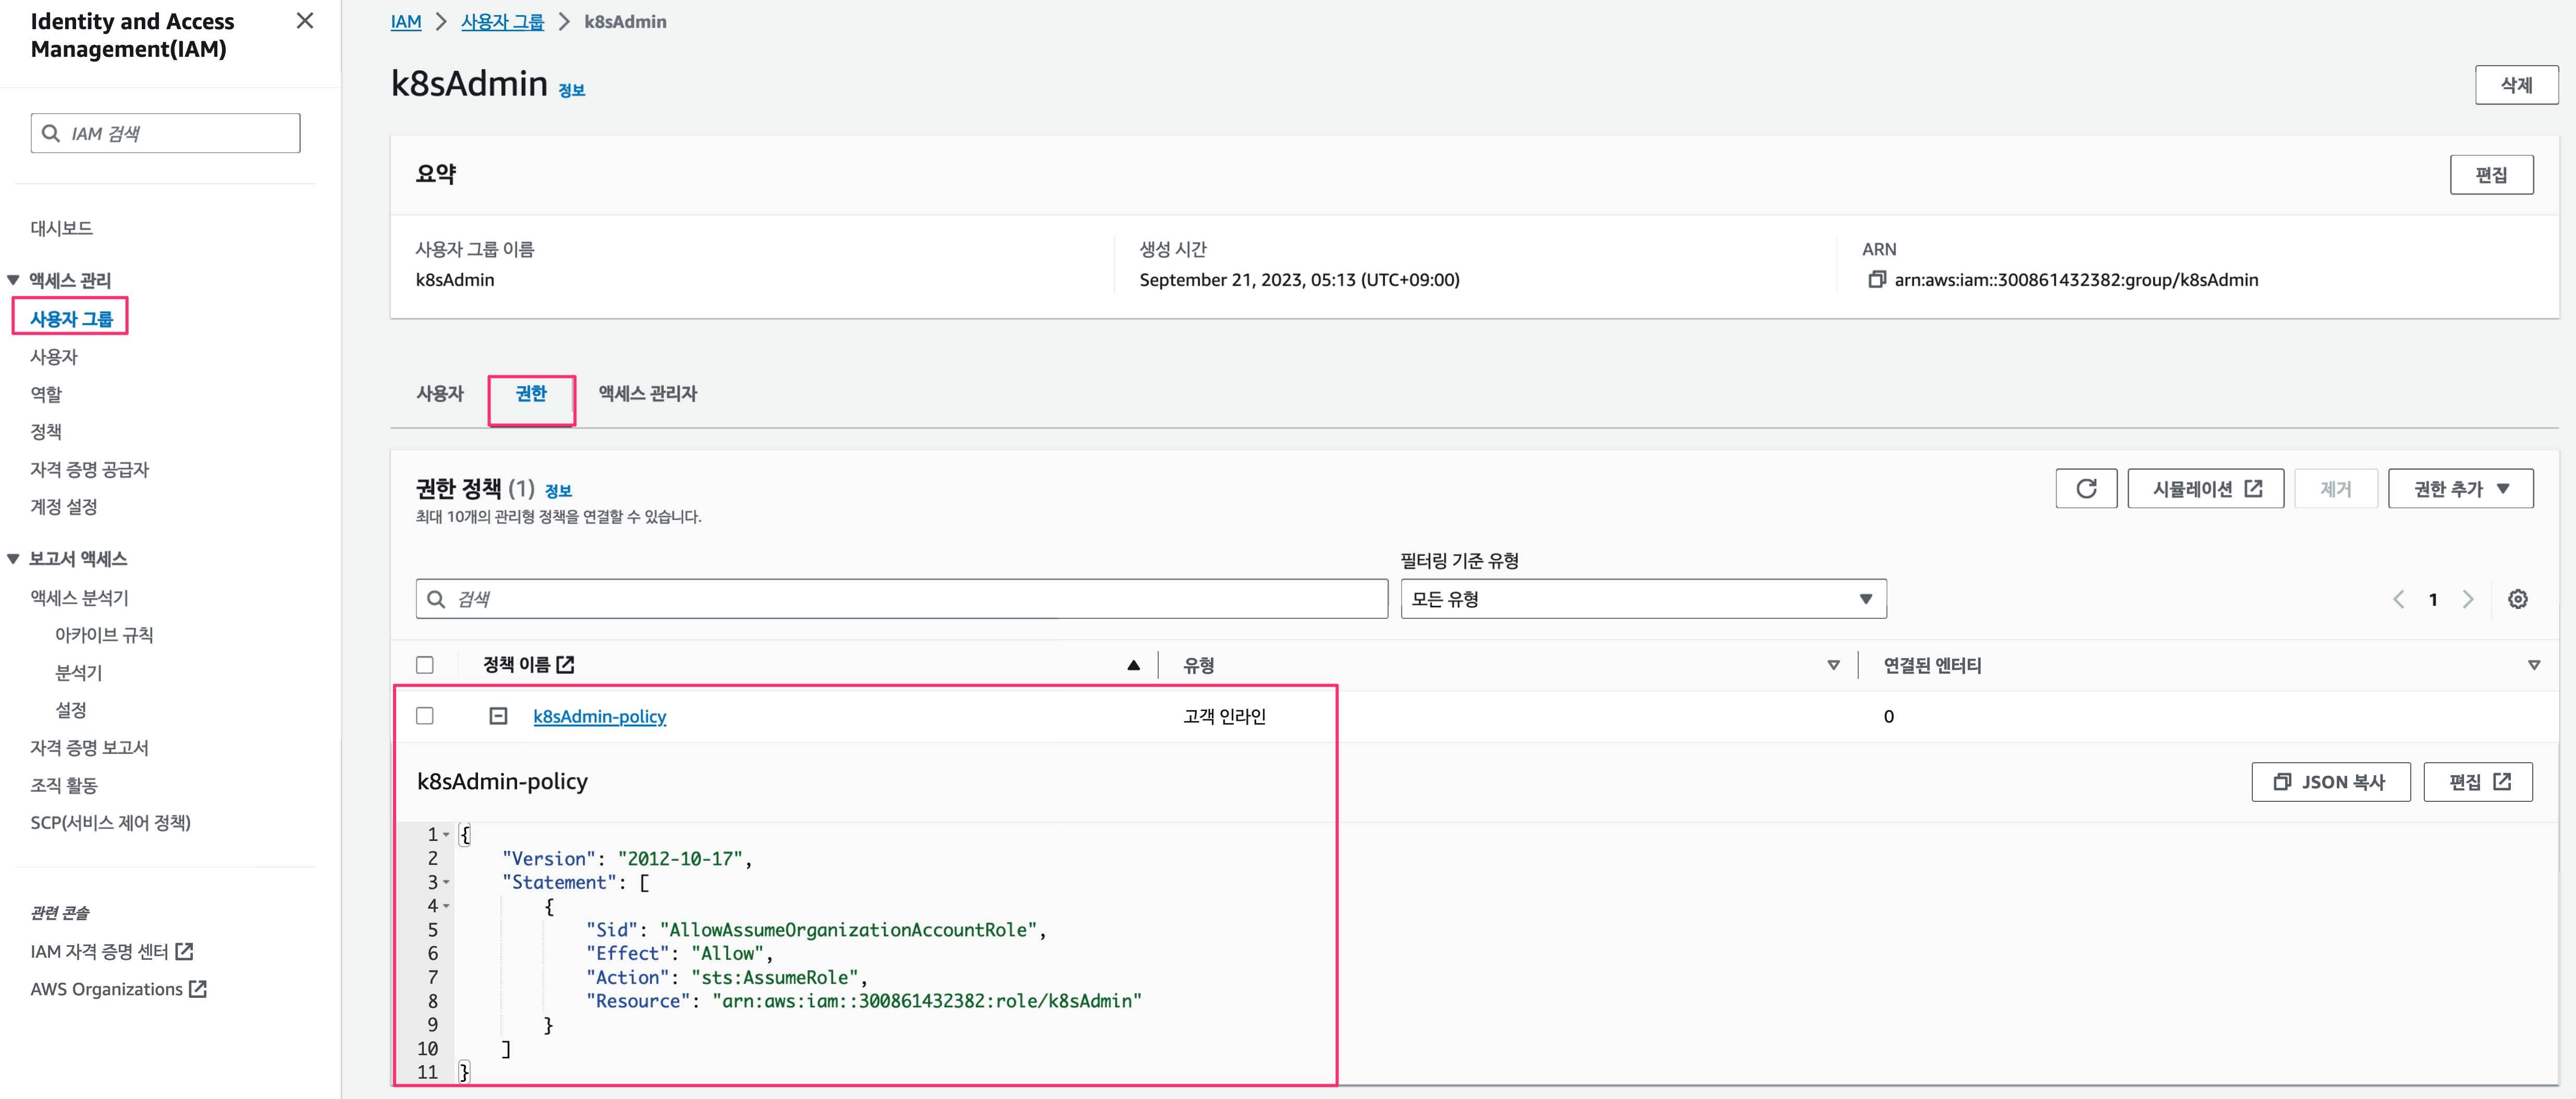 Identity and Access
Management(IAM)
IAM 검색
대시보드
액세스 관리
사용자 그룹
사용자
역할
정책
자격 증명 공급자
계정 설정
보고서 액세스
액세스 분석기
아카이브 규칙
분석기
설정
자격 증명 보고서
조직 활동
SCP(서비스 제어 정책)
관련 콘솔
IAM 자격 증명 센터
AWS Organizations
IAM > 사용자 그룹 > k8sAdmin
k8sAdmin 정보
삭제
요약
편집
사용자 그룹 이름
k8sAdmin
생성 시간
September 21, 2023, 05:13 (UTC+09:00)
ARN
arn:aws:iam::300861432382:group/k8sAdmin
사용자 권한 액세스 관리자
권한 정책 (1) 정보
최대 10개의 관리형 정책을 연결할 수 있습니다.
시뮬레이션 제거 권한 추가
필터링 기준 유형
검색 모든 유형 1
정책 이름 유형 연결된 엔터티
k8sAdmin-policy 고객 인라인 0
k8sAdmin-policy
JSON 복사 편집
1 {
2 "Version": "2012-10-17",
3 "Statement": [
4 {
5 "Sid": "AllowAssumeOrganizationAccountRole",
6 "Effect": "Allow",
7 "Action": "sts:AssumeRole",
8 "Resource": "arn:aws:iam::300861432382:role/k8sAdmin"
9 }
10 ]
11 }